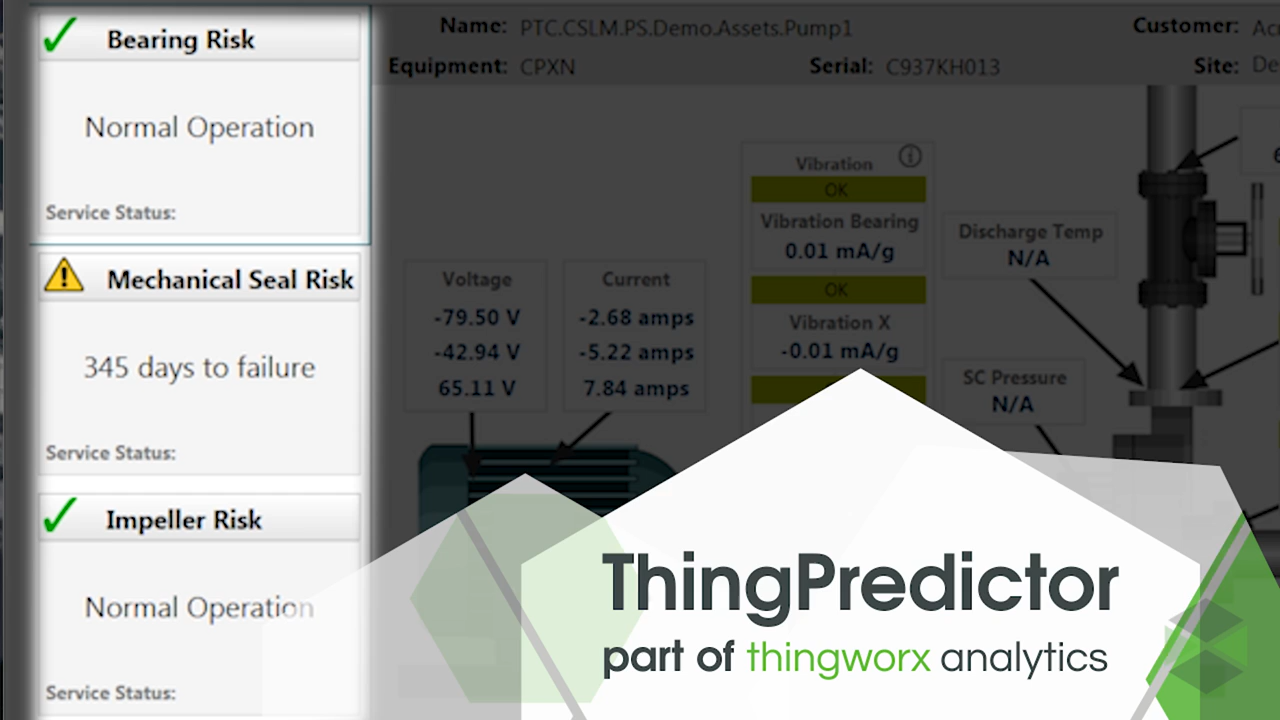 Bearing Risk
Normal Operation
Service Status:
Mechanical Seal Risk
345 days to failure
Service Status:
Impeller Risk
Normal Operation
Service Status:
Name: PTC.CSLM.PS.Demo.Assets.Pump1
Customer:
Equipment: CPXN
Serial: C937KH013
Site:
Voltage
-79.50 V
-42.94 V
65.11 V
Current
-2.68 amps
-5.22 amps
7.84 amps
Vibration
OK
Vibration Bearing
0.01 mA/g
OK
Vibration X
-0.01 mA/g
Discharge Temp
N/A
SC Pressure
N/A
ThingPredictor
part of thingworx analytics